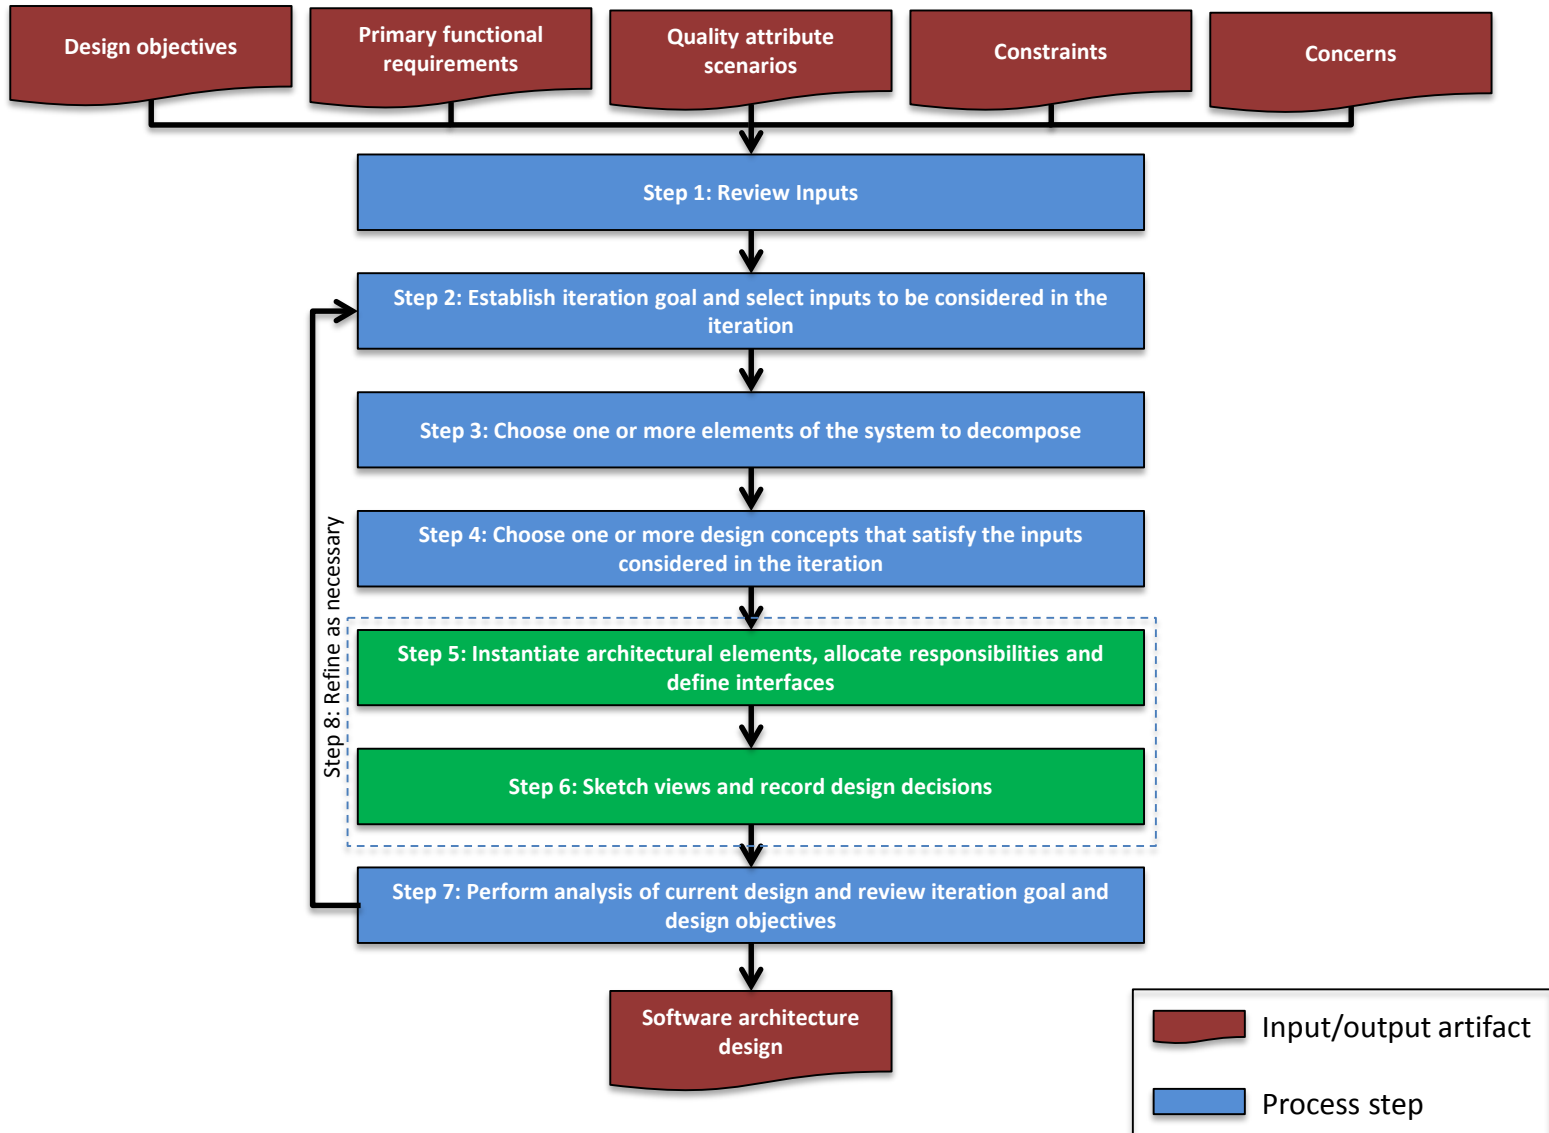 Design objectives
Primary functional
requirements
Quality attribute
scenarios
Constraints
Concerns
Step 1: Review Inputs
Step 2: Establish iteration goal and select inputs to be considered in the
iteration
Step 3: Choose one or more elements of the system to decompose
Step 4: Choose one or more design concepts that satisfy the inputs
considered in the iteration
Step 5: Instantiate architectural elements, allocate responsibilities and
define interfaces
Step 6: Sketch views and record design decisions
Step 7: Perform analysis of current design and review iteration goal and
design objectives
Step 8: Refine as necessary
Software architecture
design
Input/output artifact
Process step